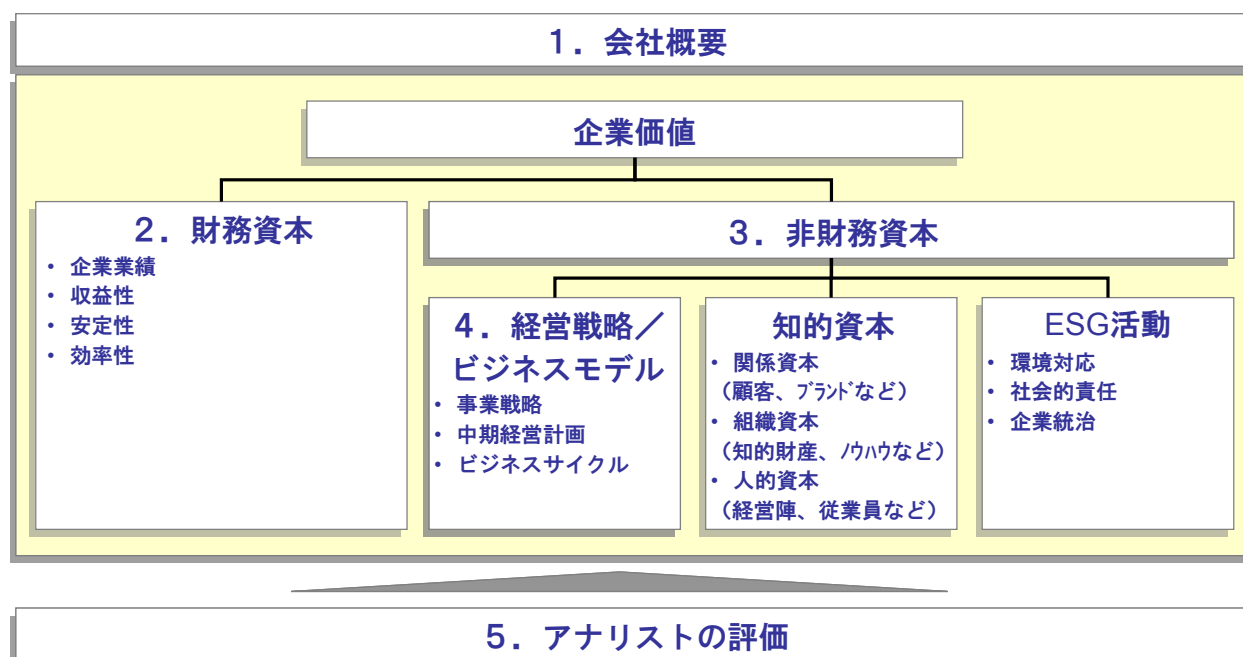 １．会社概要
企業価値
２．財務資本
・ 企業業績
・ 収益性
・ 安定性
・ 効率性
３．非財務資本
４．経営戦略／
ビジネスモデル
・ 事業戦略
・ 中期経営計画
・ ビジネスサイクル
知的資本
・ 関係資本
（顧客、ﾌﾞﾗﾝﾄﾞなど）
・ 組織資本
（知的財産、ﾉｳﾊｳなど）
・ 人的資本
（経営陣、従業員など）
ESG活動
・ 環境対応
・ 社会的責任
・ 企業統治
５．アナリストの評価